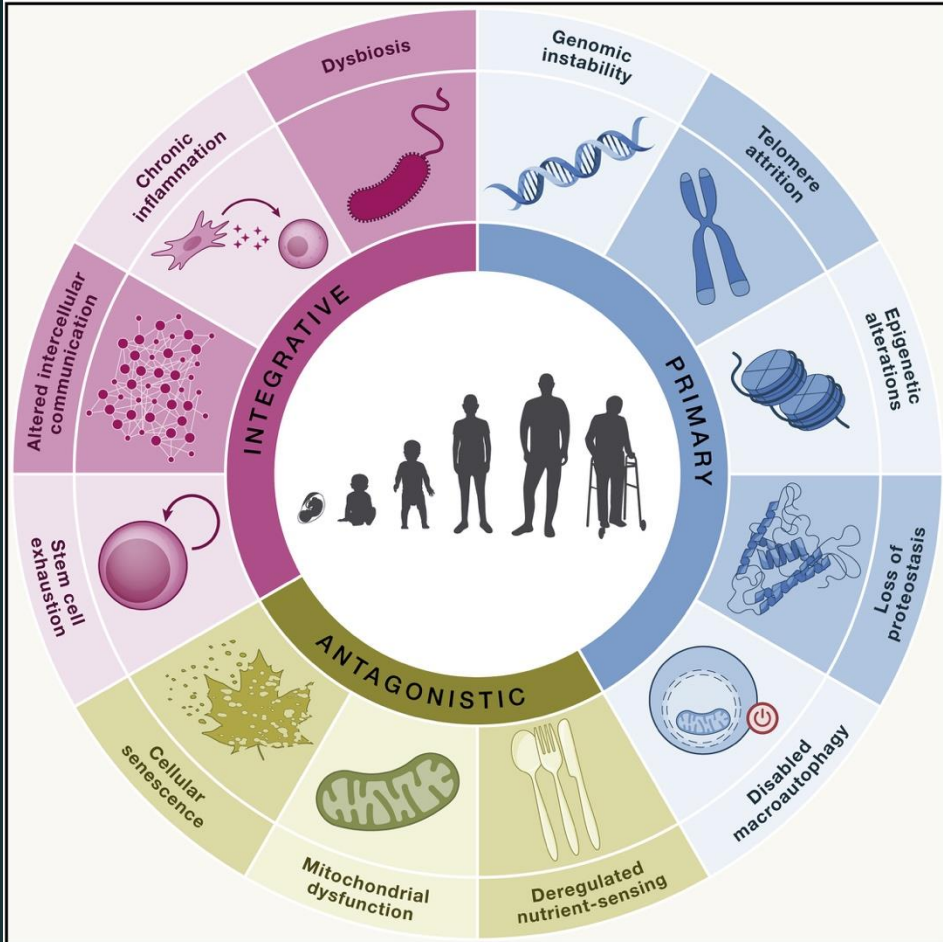 Dysbiosis
Genomic
instability
Telomere
attrition
Epigenetic
alterations
Loss of
proteostasis
Disabled
macroautophagy
Deregulated
nutrient-sensing
Mitochondrial
dysfunction
Cellular
senescence
Stem cell
exhaustion
Altered intercellular
communication
Chronic
inflammation
INTEGRATIVE
PRIMARY
ANTAGONISTIC